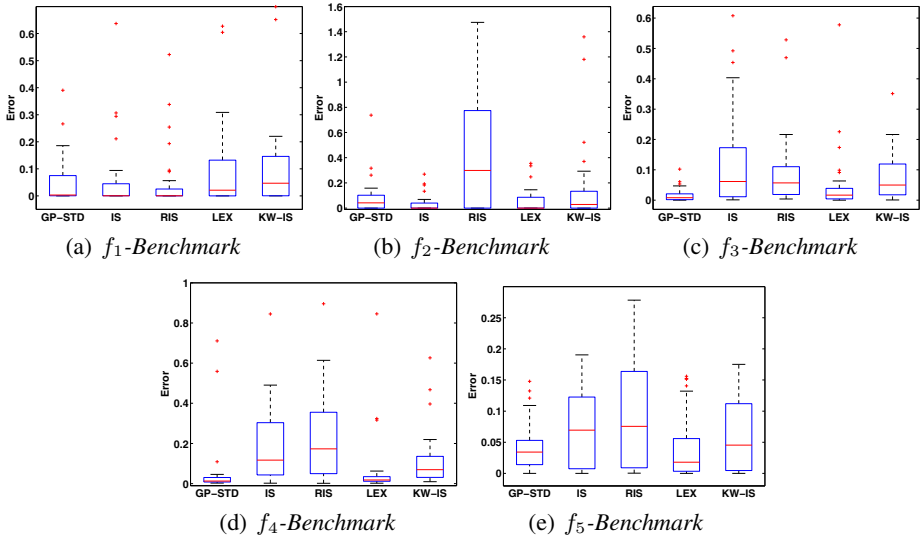 Error
0.6
0.5
0.4
0.3
0.2
0.1
0
GP−STD IS RIS LEX KW−IS
(a) f1-Benchmark
Error
1.6
1.4
1.2
1
0.8
0.6
0.4
0.2
0
GP−STD IS RIS LEX KW−IS
(b) f2-Benchmark
Error
0.6
0.5
0.4
0.3
0.2
0.1
0
GP−STD IS RIS LEX KW−IS
(c) f3-Benchmark
Error
1
0.8
0.6
0.4
0.2
0
GP−STD IS RIS LEX KW−IS
(d) f4-Benchmark
Error
0.25
0.2
0.15
0.1
0.05
0
GP−STD IS RIS LEX KW−IS
(e) f5-Benchmark